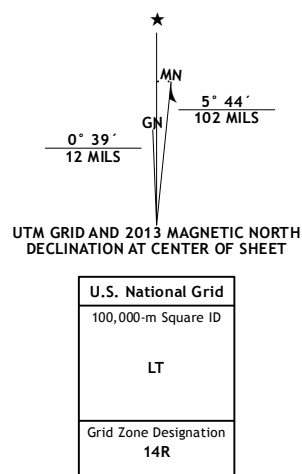 ★
MN
5° 44´
102 MILS
GN
0° 39´
12 MILS
UTM GRID AND 2013 MAGNETIC NORTH
DECLINATION AT CENTER OF SHEET
U.S. National Grid
100,000-m Square ID
LT
Grid Zone Designation
14R